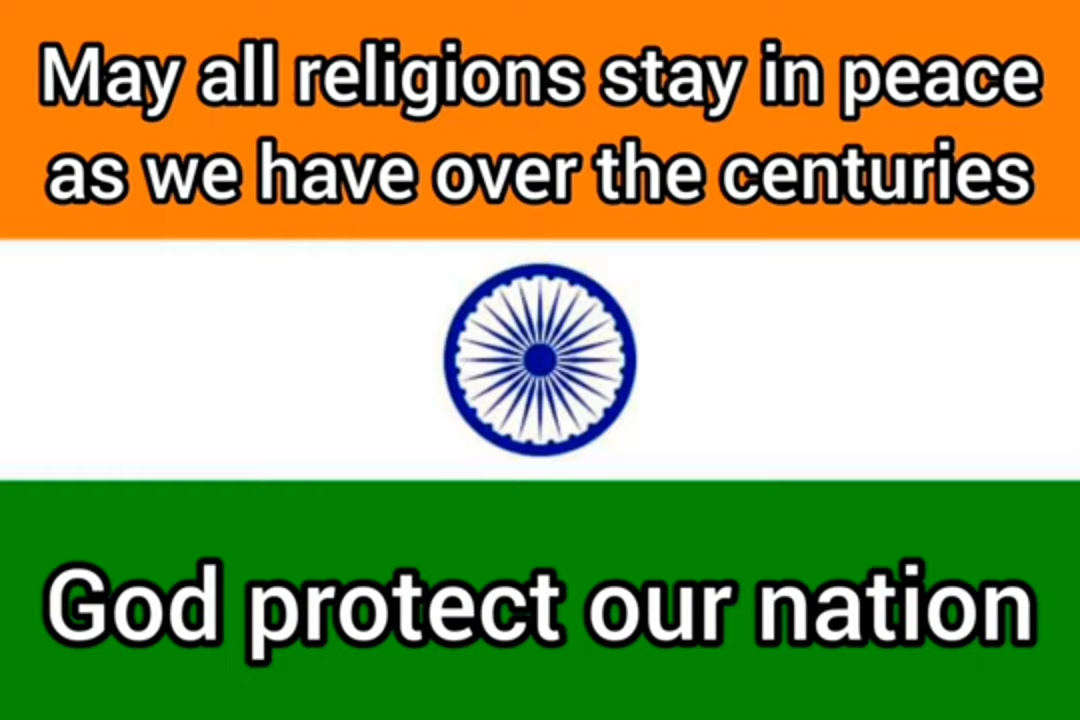 May all religions stay in peace
as we have over the centuries
God protect our nation